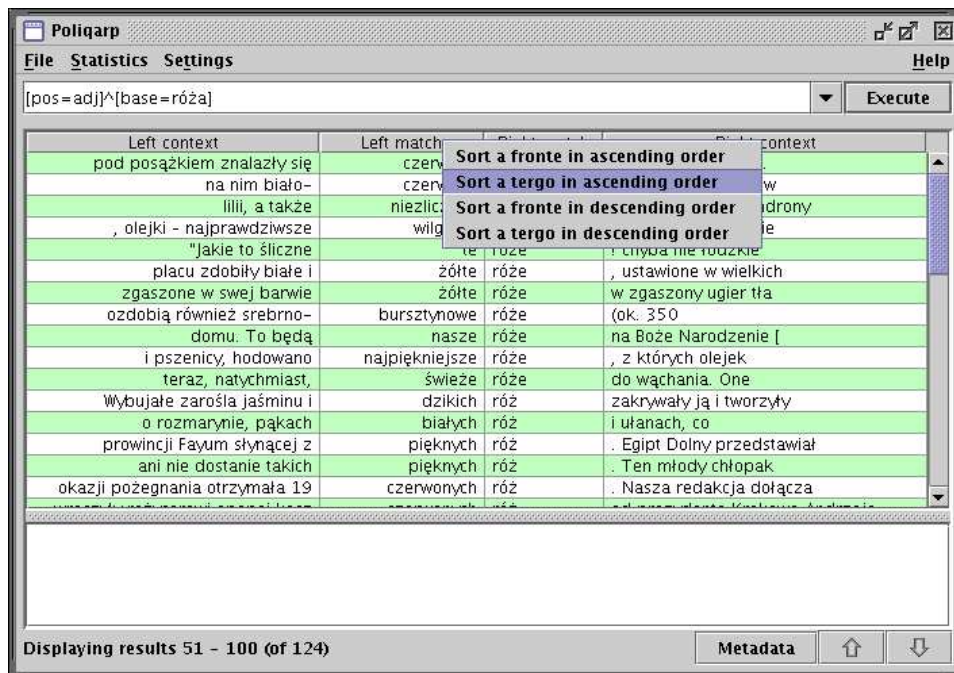 Poliqarp
File Statistics Settings Help
[pos=adj]^[base=róża] Execute
Left context Left match context
pod posążkiem znalazły się
Sort a fronte in ascending order
na nim biało-
Sort a tergo in ascending order
lilii, a także
Sort a fronte in descending order
, olejki - najprawdziwsze
Sort a tergo in descending order
"Jakie to śliczne te róże ! chyba nie łódzkie
placu zdobiły białe i żółte róże , ustawione w wielkich
zgaszone w swej barwie żółte róże w zgaszony ugier tła
ozdobią również srebrno- bursztynowe róże (ok. 350
domu. To będą nasze róże na Boże Narodzenie [
i pszenicy, hodowano najpiękniejsze róże , z których olejek
teraz, natychmiast, świeże róże do wąchania. One
Wybujałe zarośla jaśminu i dzikich róż zakrywały ją i tworzyły
o rozmarynie, pąkach białych róż i ułanach, co
prowincji Fayum słynącej z pięknych róż . Egipt Dolny przedstawiał
ani nie dostanie takich pięknych róż . Ten młody chłopak
okazji pożegnania otrzymała 19 czerwonych róż . Nasza redakcja dołącza
Displaying results 51 - 100 (of 124) Metadata